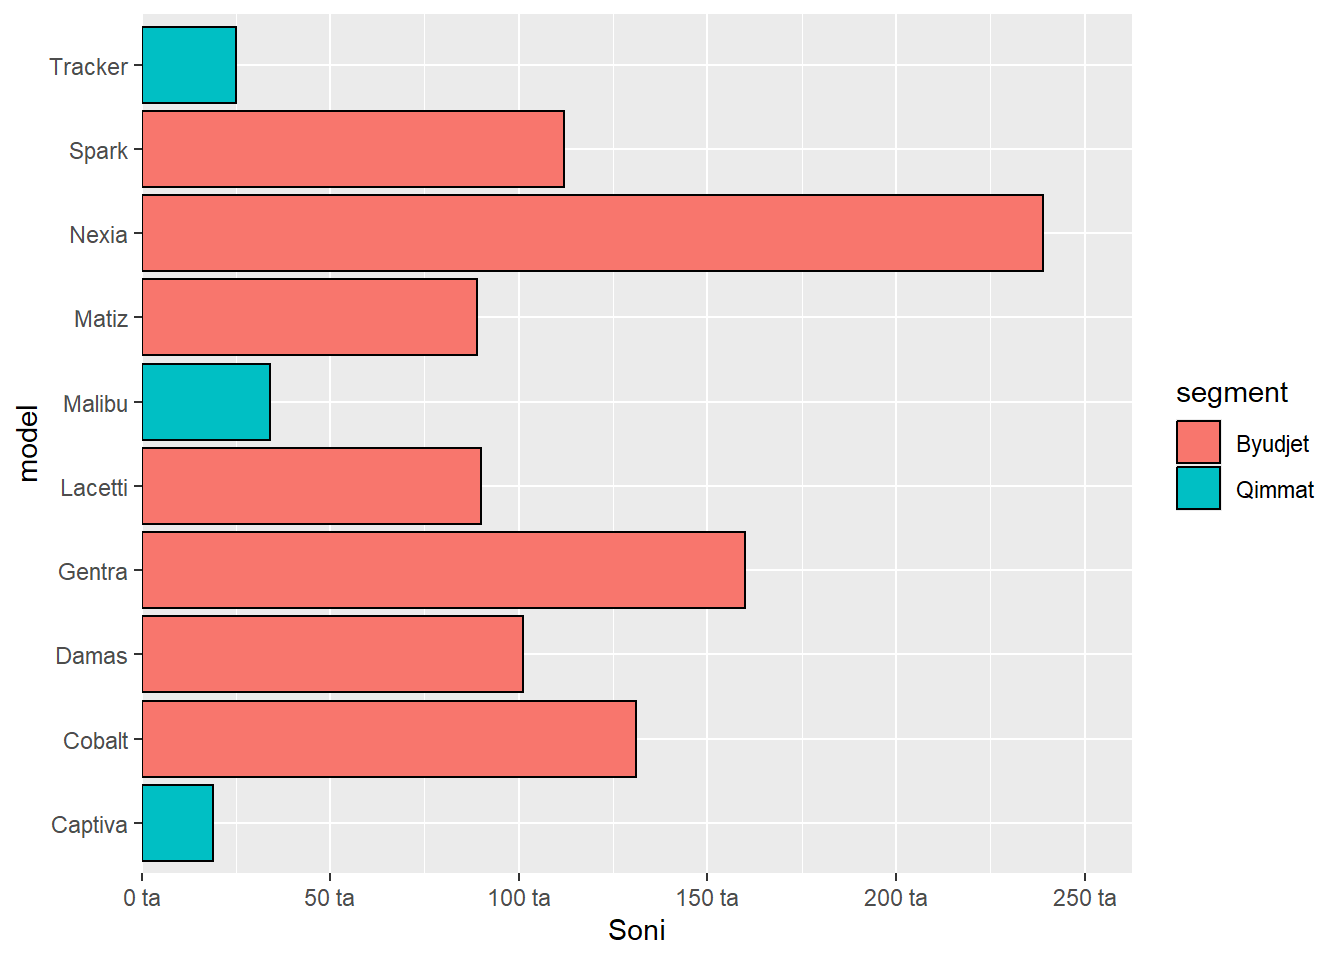 Tracker
Spark
Nexia
Matiz
Malibu
Lacetti
Gentra
Damas
Cobalt
Captiva
model
0 ta 50 ta 100 ta 150 ta 200 ta 250 ta
Soni
segment
Byudjet
Qimmat